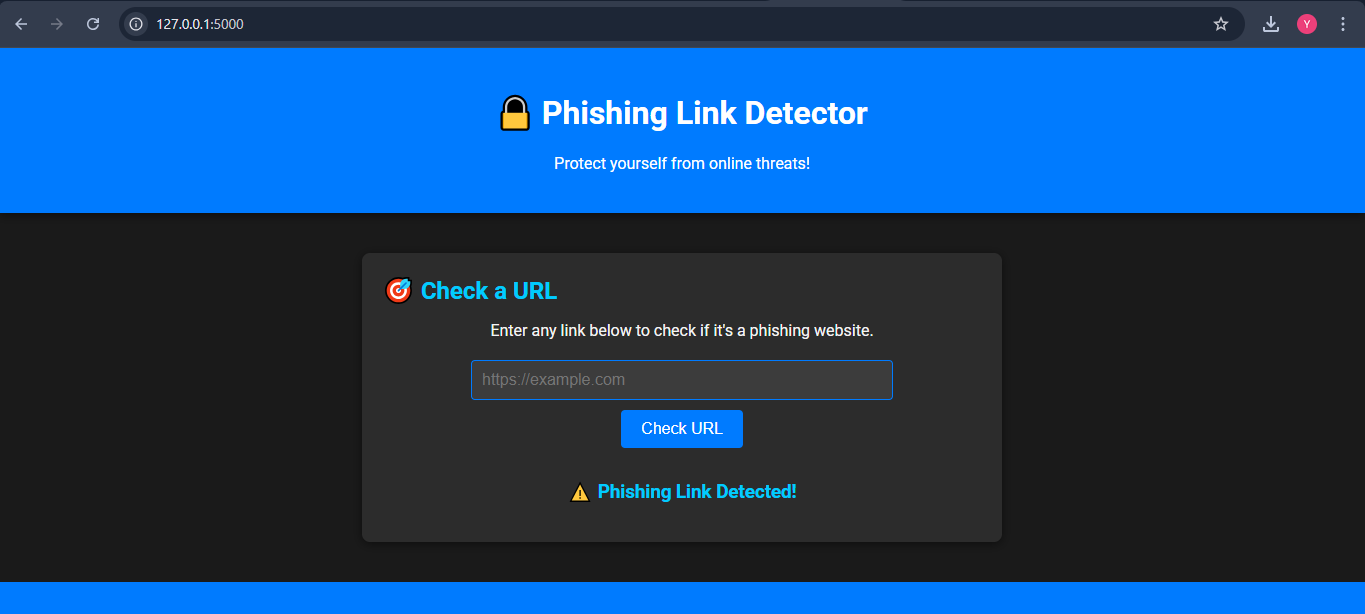 127.0.0.1:5000
Y
Phishing Link Detector
Protect yourself from online threats!
Check a URL
Enter any link below to check if it's a phishing website.
https://example.com
Check URL
Phishing Link Detected!